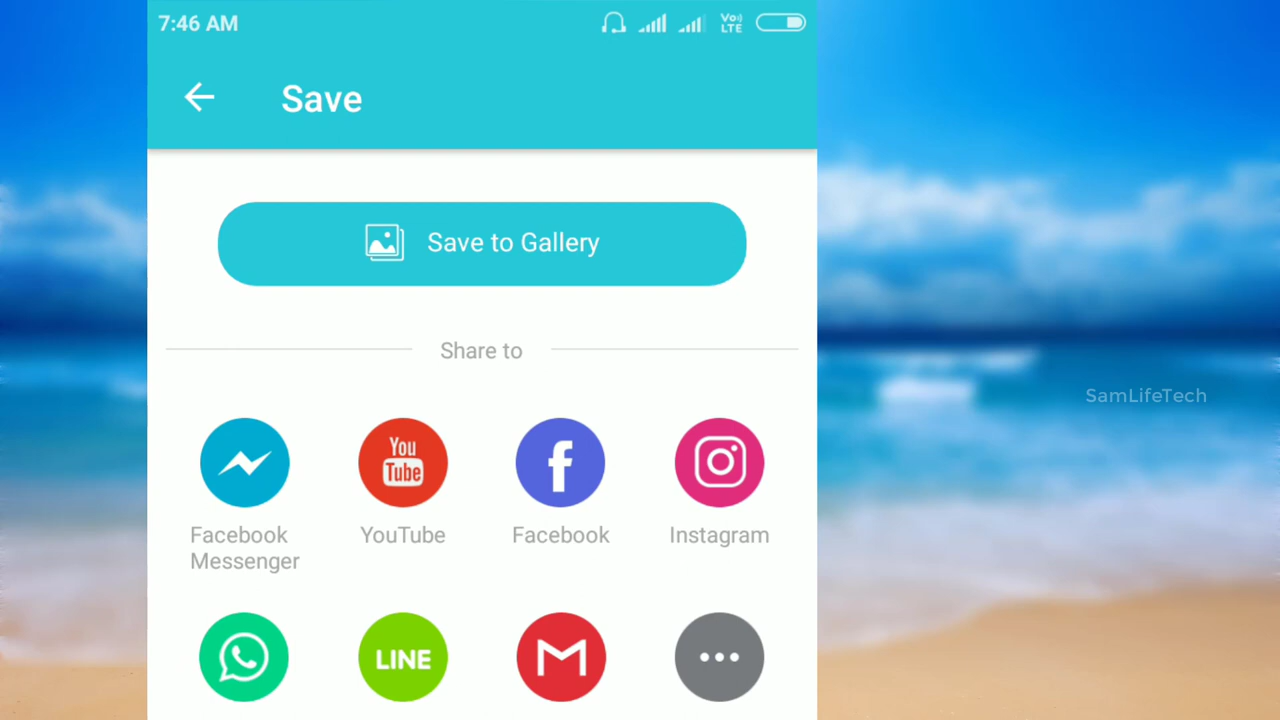 7:46 AM
Vo)) LTE
Save
Save to Gallery
Share to
SamLifeTech
You Tube
f
Facebook Messenger
YouTube
Facebook
Instagram
LINE
M